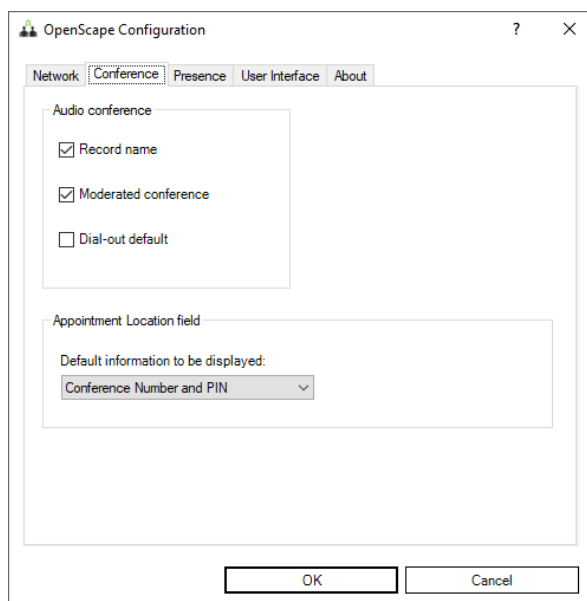 OpenScape Configuration ?
Network Conference Presence User Interface About
Audio conference
Record name
Moderated conference
Dial-out default
Appointment Location field
Default information to be displayed:
Conference Number and PIN
OK Cancel